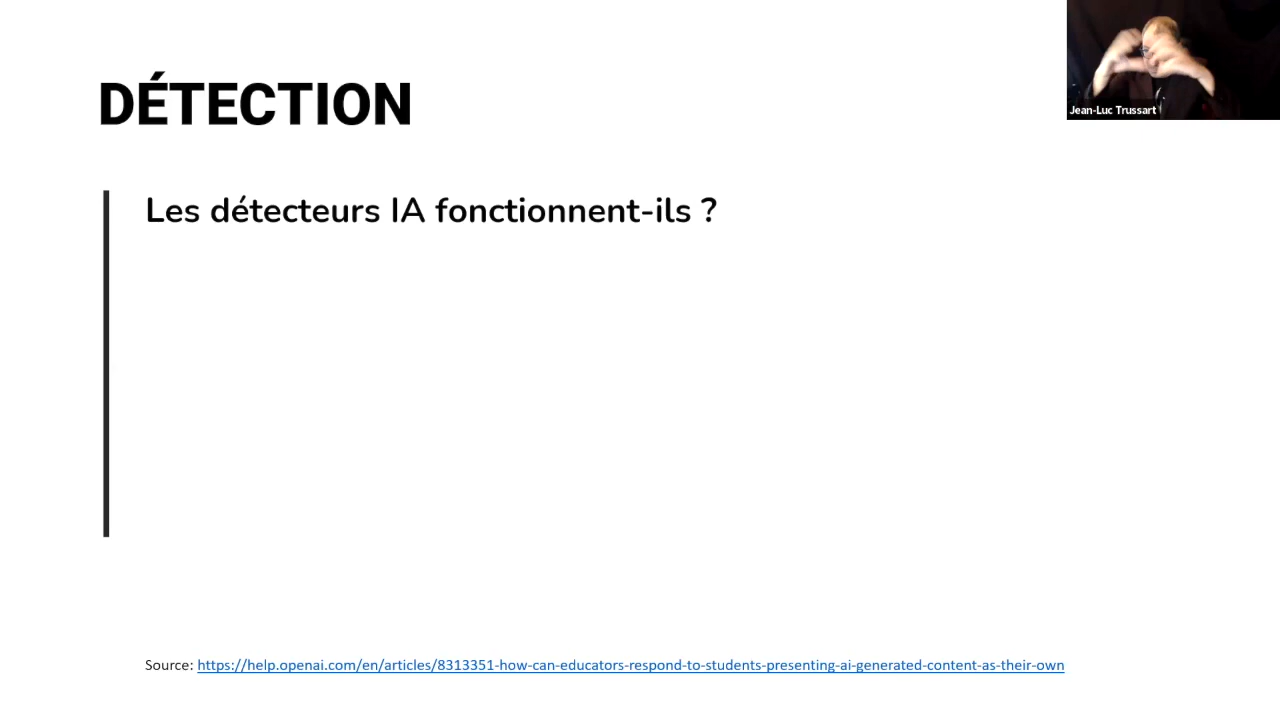 DÉTECTION
Jean-Luc Trussart
Les détecteurs IA fonctionnent-ils ?
Source: https://help.openai.com/en/articles/8313351-how-can-educators-respond-to-students-presenting-ai-generated-content-as-their-own